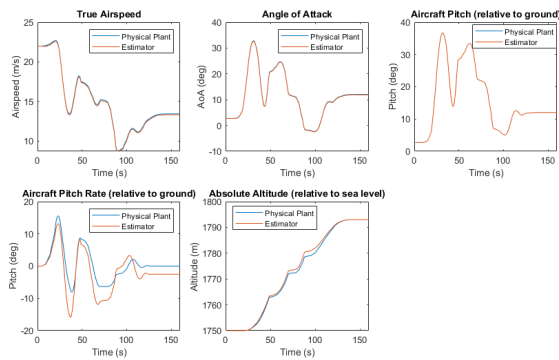 True Airspeed
Physical Plant
Estimator
Airspeed (m/s)
25
20
15
10
0
50
100
150
Time (s)
Angle of Attack
Physical Plant
Estimator
AoA (deg)
40
30
20
10
0
-10
0
50
100
150
Time (s)
Aircraft Pitch (relative to ground)
Physical Plant
Estimator
Pitch (deg)
40
30
20
10
0
0
50
100
150
Time (s)
Aircraft Pitch Rate (relative to ground)
Physical Plant
Estimator
Pitch (deg)
20
10
0
-10
-20
0
50
100
150
Time (s)
Absolute Altitude (relative to sea level)
Physical Plant
Estimator
Altitude (m)
1800
1790
1780
1770
1760
1750
0
50
100
150
Time (s)